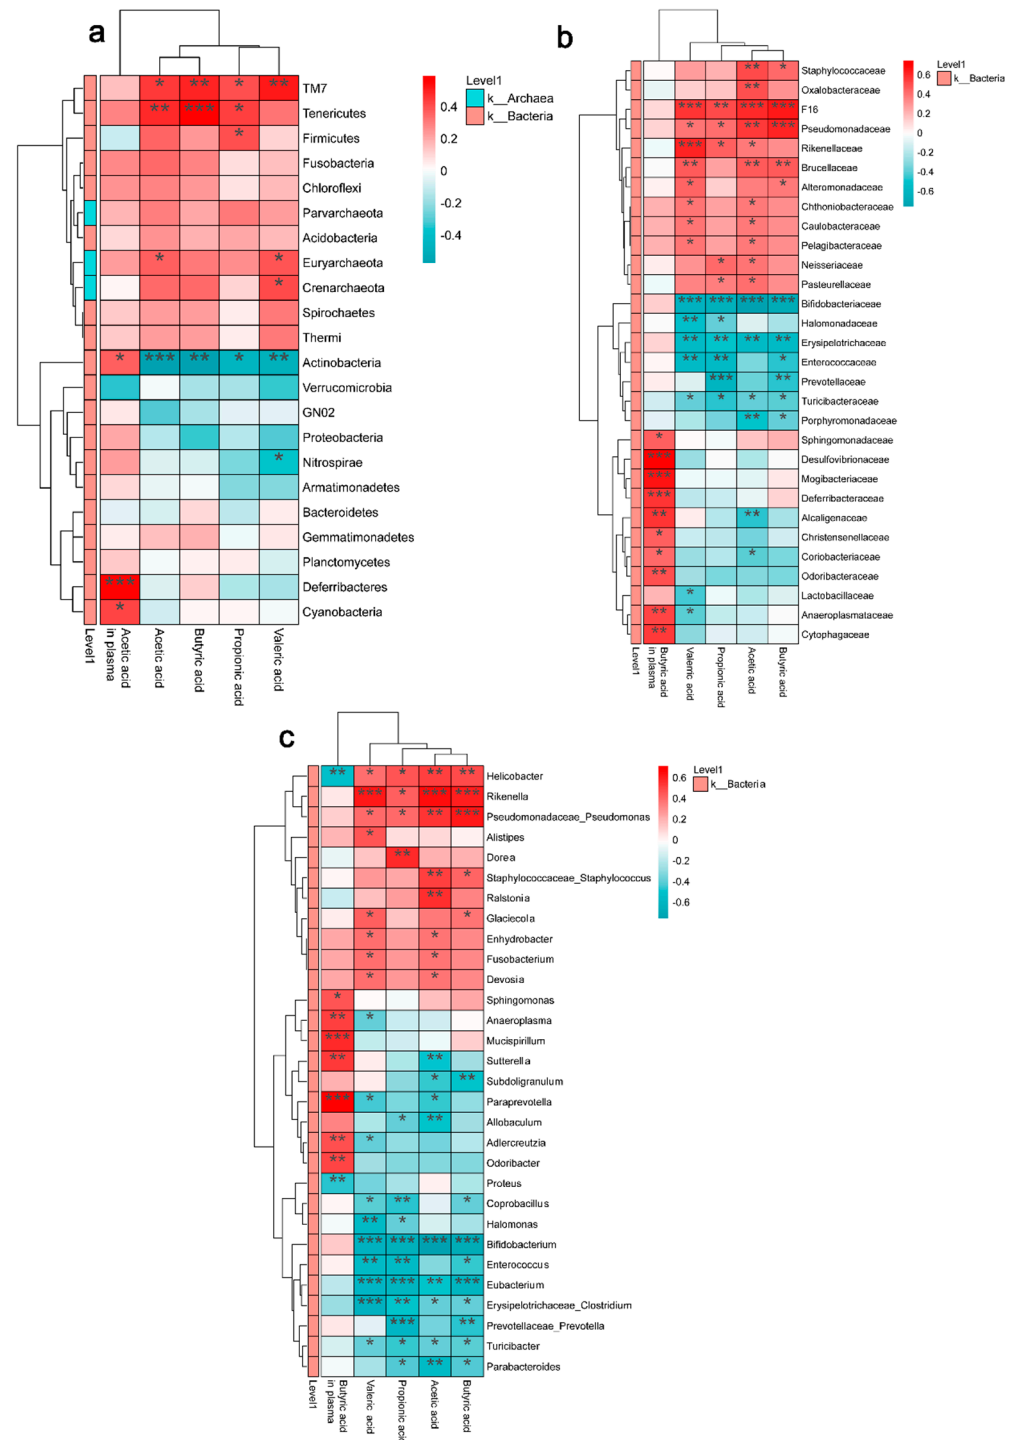 a
TM7
Tenericutes
Firmicutes
Fusobacteria
Chloroflexi
Parvarchaeota
Acidobacteria
Euryarchaeota
Crenarchaeota
Spirochaetes
Thermi
Actinobacteria
Verrucomicrobia
GN02
Proteobacteria
Nitrospirae
Armatimonadetes
Bacteroidetes
Gemmatimonadetes
Planctomycetes
Deferribacteres
Cyanobacteria
Level1
Acetic acid
in plasma
Acetic acid
Butyric acid
Propionic acid
Valeric acid
0.4
0.2
0
-0.2
-0.4
Level1
k__Archaea
k__Bacteria
b
Staphylococcaceae
Oxalobacteraceae
F16
Pseudomonadaceae
Rikenellaceae
Brucellaceae
Alteromonadaceae
Chthoniobacteraceae
Caulobacteraceae
Pelagibacteraceae
Neisseriaceae
Pasteurellaceae
Bifidobacteriaceae
Halomonadaceae
Erysipelotrichaceae
Enterococcaceae
Prevotellaceae
Turicibacteraceae
Porphyromonadaceae
Sphingomonadaceae
Desulfovibrionaceae
Mogibacteriaceae
Deferribacteraceae
Alcaligenaceae
Christensenellaceae
Coriobacteriaceae
Odoribacteraceae
Lactobacillaceae
Anaeroplasmataceae
Cytophagaceae
Level1
Butyric acid
in plasma
Valeric acid
Propionic acid
Acetic acid
Butyric acid
0.6
0.4
0.2
0
-0.2
-0.4
-0.6
Level1
k__Bacteria
c
Helicobacter
Rikenella
Pseudomonadaceae_Pseudomonas
Alistipes
Dorea
Staphylococcaceae_Staphylococcus
Ralstonia
Glaciecola
Enhydrobacter
Fusobacterium
Devosia
Sphingomonas
Anaeroplasma
Mucispirillum
Sutterella
Subdoligranulum
Paraprevotella
Allobaculum
Adlercreutzia
Odoribacter
Proteus
Coprobacillus
Halomonas
Bifidobacterium
Enterococcus
Eubacterium
Erysipelotrichaceae_Clostridium
Prevotellaceae_Prevotella
Turicibacter
Parabacteroides
Level1
Butyric acid
in plasma
Valeric acid
Propionic acid
Acetic acid
Butyric acid
0.6
0.4
0.2
0
-0.2
-0.4
-0.6
Level1
k__Bacteria